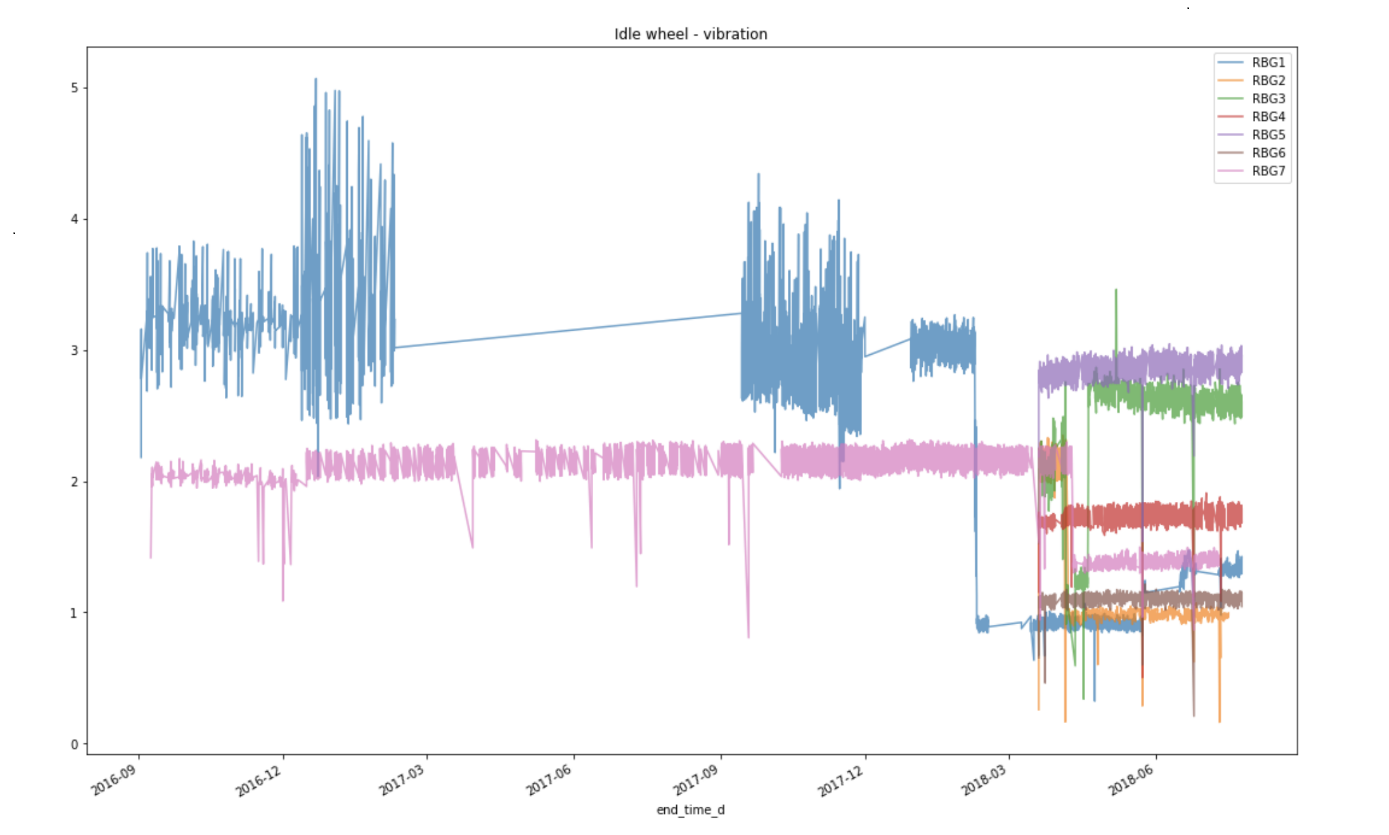 Idle wheel - vibration
RBG1
RBG2
RBG3
RBG4
RBG5
RBG6
RBG7
5
4
3
2
1
0
2016-09
2016-12
2017-03
2017-06
2017-09
2017-12
2018-03
2018-06
end_time_d